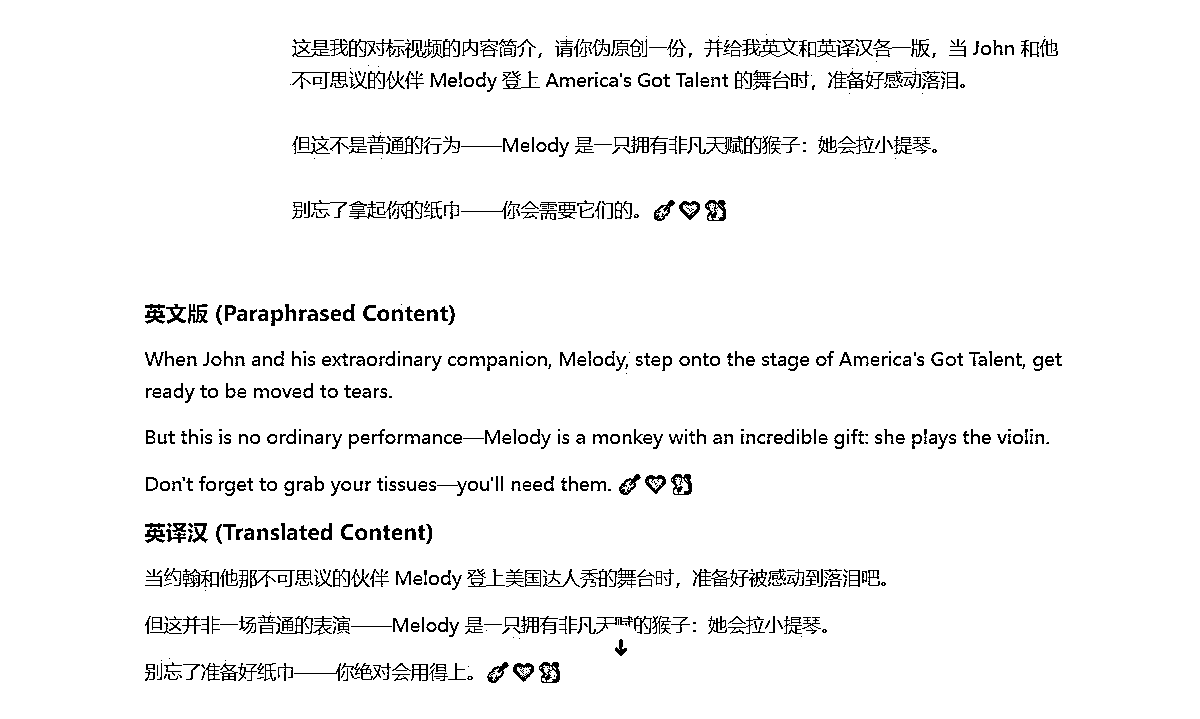 这是我的对标视频的内容简介，请你伪原创一份，并给我英文和英译汉各一版，当 John 和他
不可思议的伙伴 Melody 登上 America's Got Talent 的舞台时，准备好感动落泪。
但这不是普通的行为——Melody 是一只拥有非凡天赋的猴子：她会拉小提琴。
别忘了拿起你的纸巾——你会需要它们的。
英文版 (Paraphrased Content)
When John and his extraordinary companion, Melody, step onto the stage of America's Got Talent, get
ready to be moved to tears.
But this is no ordinary performance—Melody is a monkey with an incredible gift: she plays the violin.
Don't forget to grab your tissues—you'll need them.
英译汉 (Translated Content)
当约翰和他那不可思议的伙伴 Melody 登上美国达人秀的舞台时，准备好被感动到落泪吧。
但这并非一场普通的表演——Melody 是一只拥有非凡天赋的猴子：她会拉小提琴。
别忘了准备好纸巾——你绝对会用得上。